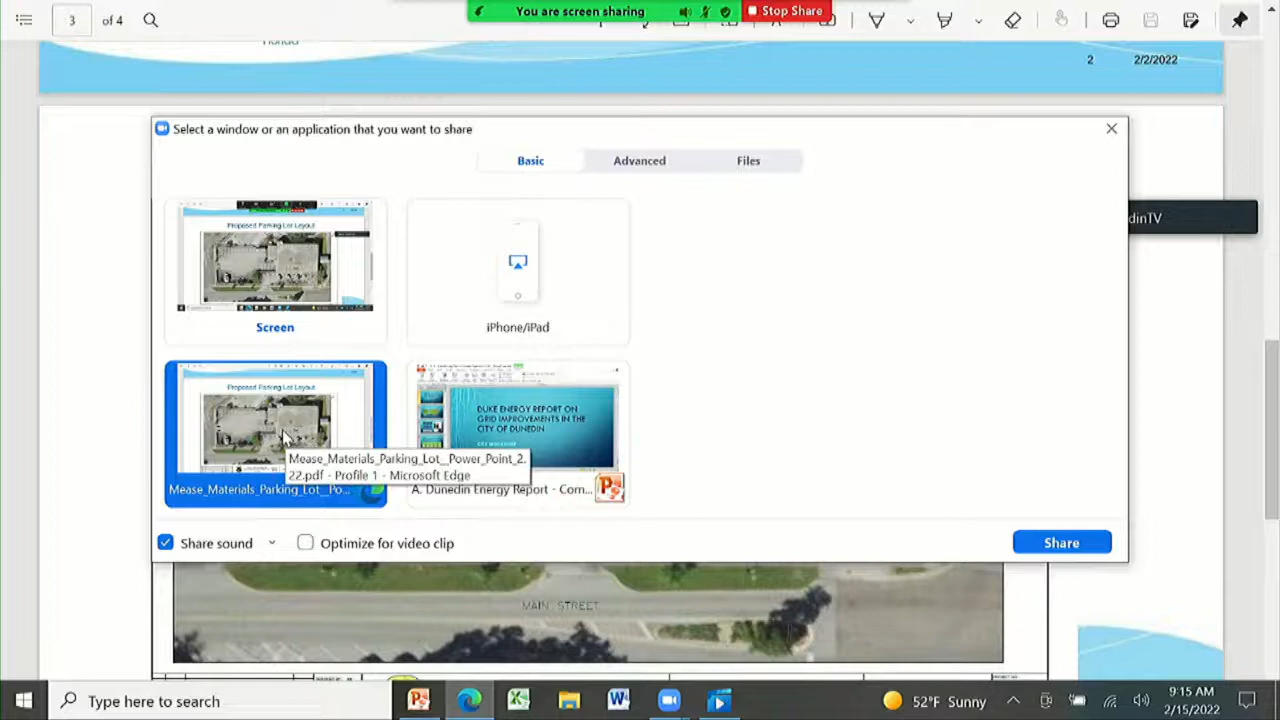 3 of 4
You are screen sharing
Stop Share
2 2/2/2022
Select a window or an application that you want to share
Basic Advanced Files
dinTV
Proposed Parking Lot Layout
Screen
iPhone/iPad
Proposed Parking Lot Layout
DUKE ENERGY REPORT ON
GRID IMPROVEMENTS IN THE
CITY OF DUNEDIN
Mease_Materials_Parking_Lot__Power_Point_2.
22.pdf - Profile 1 - Microsoft Edge
Mease_Materials_Parking_Lot__Po...
A. Dunedin Energy Report - Com...
Share sound
Optimize for video clip
Share
MAIN STREET
Type here to search
52°F Sunny
9:15 AM
2/15/2022